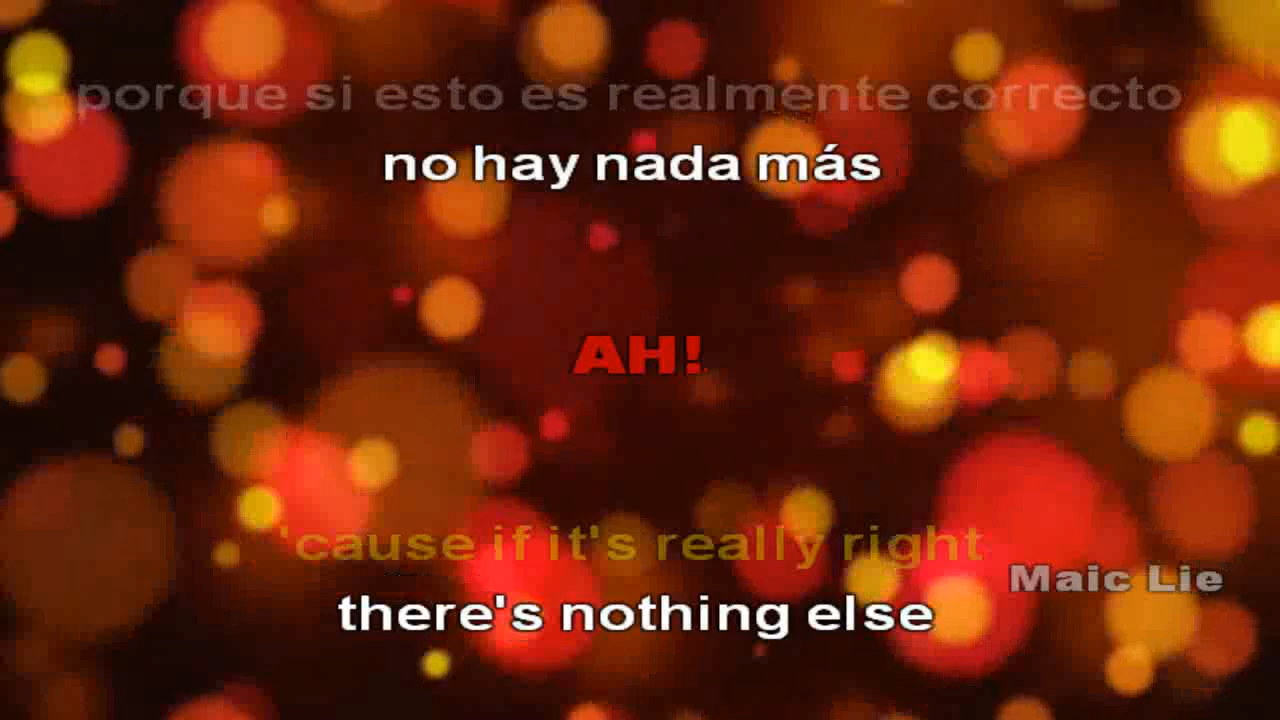 porque si esto es realmente correcto
no hay nada más
AH!
'cause if it's really right
Maic Lie
there's nothing else